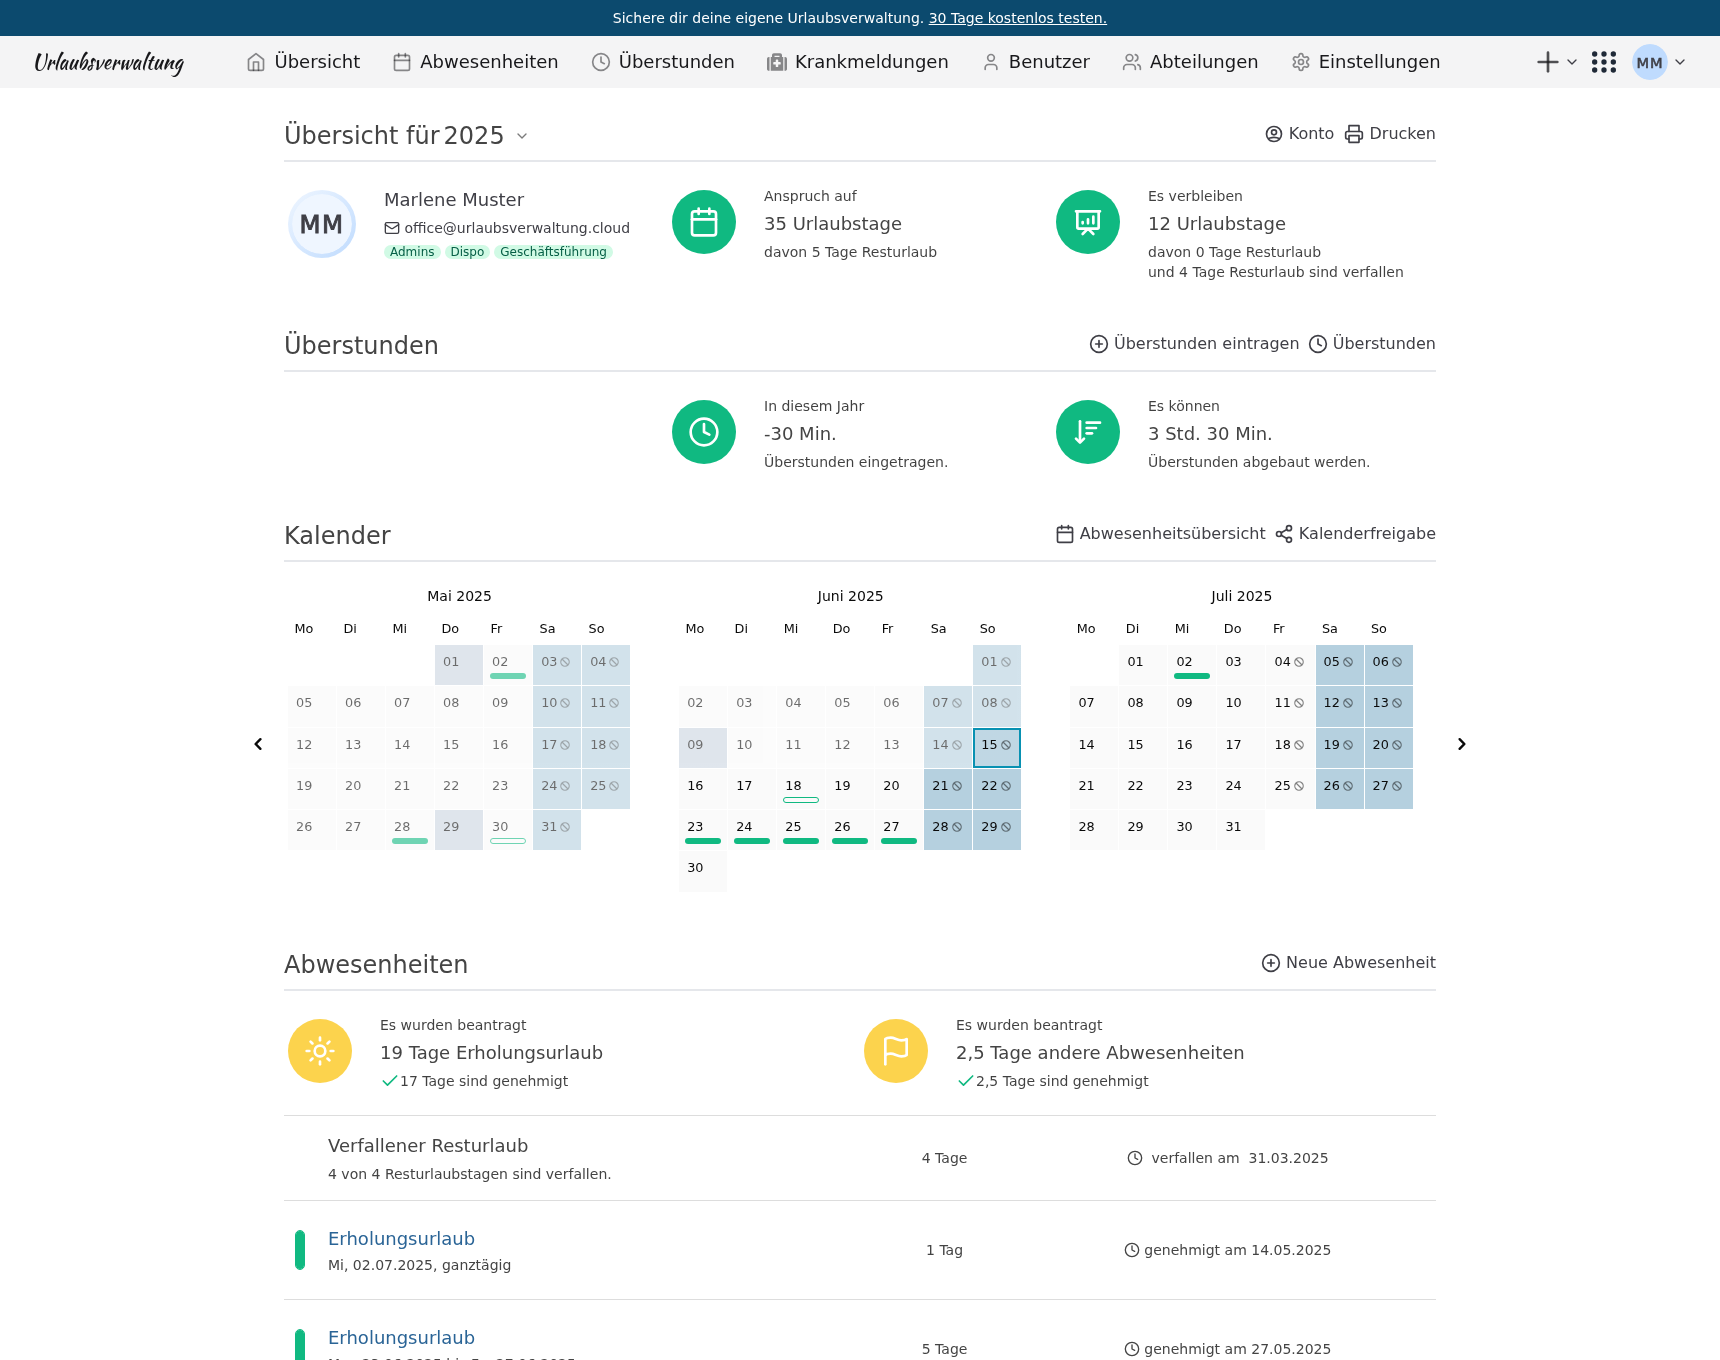 Sichere dir deine eigene Urlaubsverwaltung. 30 Tage kostenlos testen.
Urlaubsverwaltung Übersicht Abwesenheiten Überstunden Krankmeldungen Benutzer Abteilungen Einstellungen MM
Übersicht für 2025 Konto Drucken
MM
Marlene Muster
office@urlaubsverwaltung.cloud
Admins Dispo Geschäftsführung
Anspruch auf
35 Urlaubstage
davon 5 Tage Resturlaub
Es verbleiben
12 Urlaubstage
davon 0 Tage Resturlaub
und 4 Tage Resturlaub sind verfallen
Überstunden Überstunden eintragen Überstunden
In diesem Jahr
-30 Min.
Überstunden eingetragen.
Es können
3 Std. 30 Min.
Überstunden abgebaut werden.
Kalender Abwesenheitsübersicht Kalenderfreigabe
Mai 2025
Mo Di Mi Do Fr Sa So
01 02 03 04
05 06 07 08 09 10 11
12 13 14 15 16 17 18
19 20 21 22 23 24 25
26 27 28 29 30 31
Juni 2025
Mo Di Mi Do Fr Sa So
01
02 03 04 05 06 07 08
09 10 11 12 13 14 15
16 17 18 19 20 21 22
23 24 25 26 27 28 29
30
Juli 2025
Mo Di Mi Do Fr Sa So
01 02 03 04 05 06
07 08 09 10 11 12 13
14 15 16 17 18 19 20
21 22 23 24 25 26 27
28 29 30 31
Abwesenheiten Neue Abwesenheit
Es wurden beantragt
19 Tage Erholungsurlaub
17 Tage sind genehmigt
Es wurden beantragt
2,5 Tage andere Abwesenheiten
2,5 Tage sind genehmigt
Verfallener Resturlaub
4 von 4 Resturlaubstagen sind verfallen.
4 Tage
verfallen am 31.03.2025
Erholungsurlaub
Mi, 02.07.2025, ganztägig
1 Tag
genehmigt am 14.05.2025
Erholungsurlaub
5 Tage
genehmigt am 27.05.2025